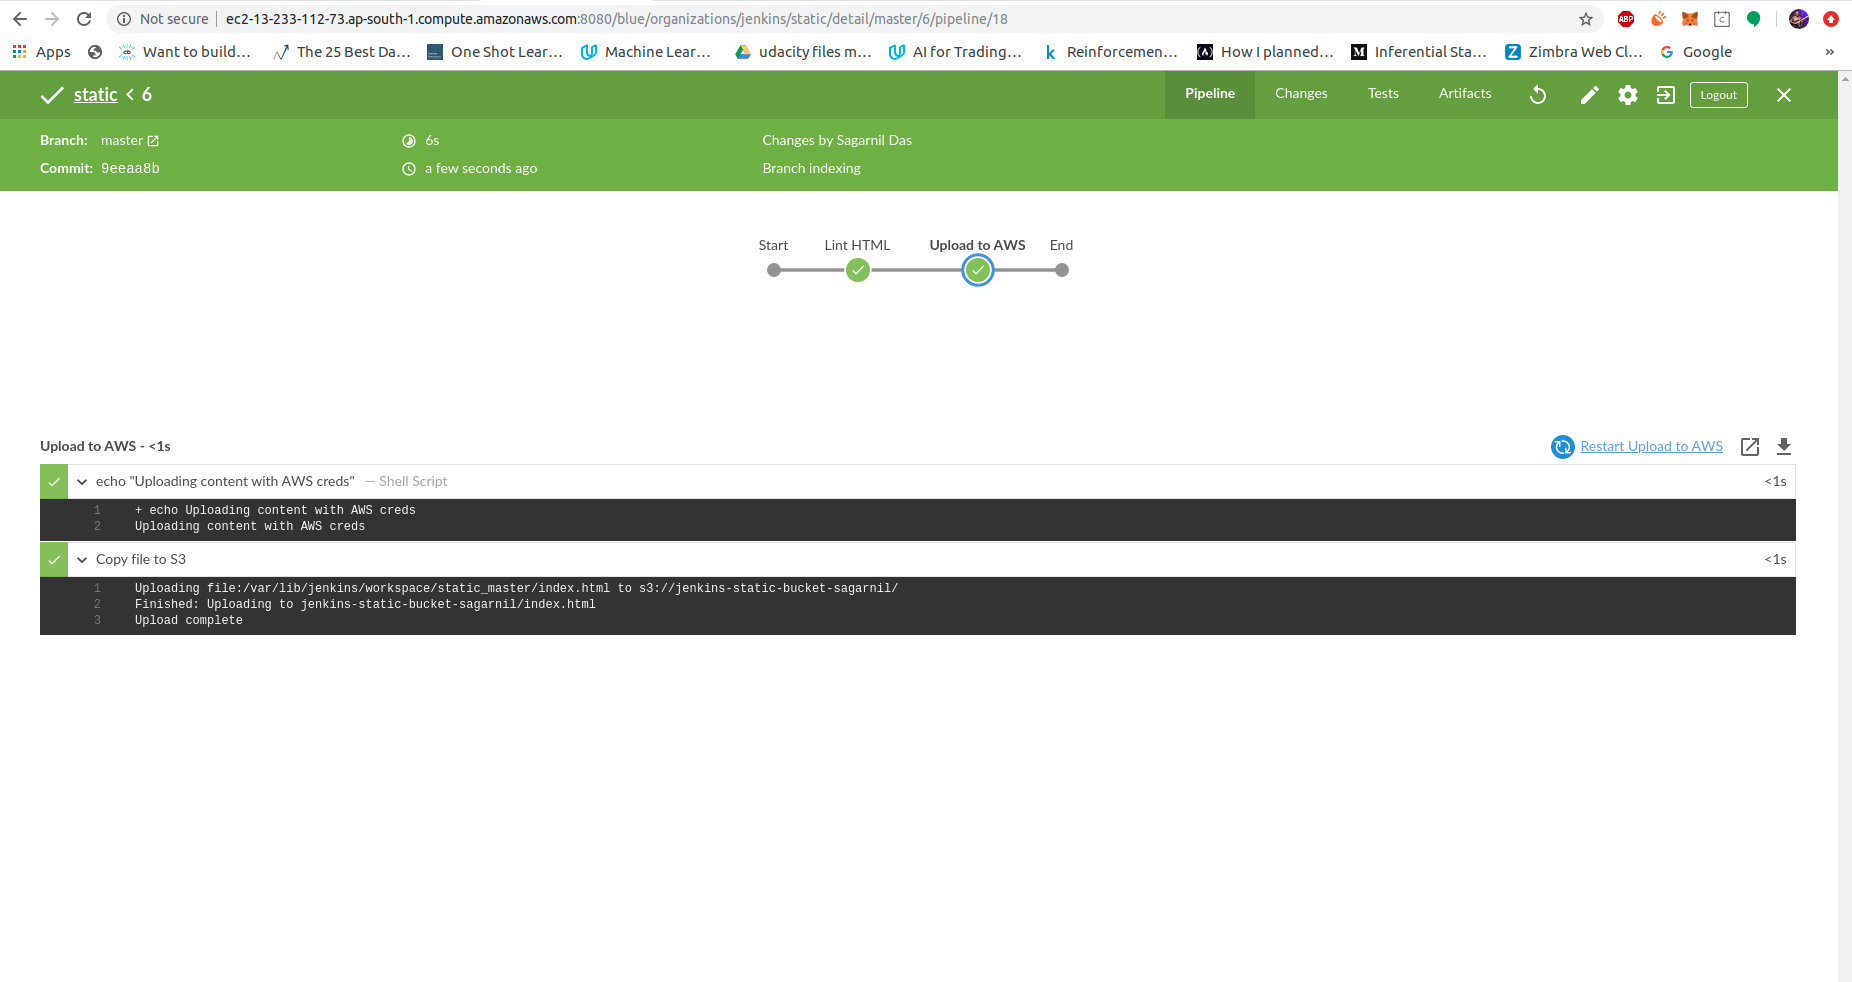 Not secure | ec2-13-233-112-73.ap-south-1.compute.amazonaws.com:8080/blue/organizations/jenkins/static/detail/master/6/pipeline/18 ABP C
Apps CD Want to build… The 25 Best Da… One Shot Lear… Machine Lear… udacity files m… AI for Trading… k Reinforcemen… How I planned… M Inferential Sta… Z Zimbra Web Cl… G Google »
static < 6 Pipeline Changes Tests Artifacts Logout
Branch: master 6s Changes by Sagarnil Das
Commit: 9eeaa8b a few seconds ago Branch indexing
Start Lint HTML Upload to AWS End
Upload to AWS - <1s Restart Upload to AWS
echo "Uploading content with AWS creds" — Shell Script <1s
1 + echo Uploading content with AWS creds
2 Uploading content with AWS creds
Copy file to S3 <1s
1 Uploading file:/var/lib/jenkins/workspace/static_master/index.html to s3://jenkins-static-bucket-sagarnil/
2 Finished: Uploading to jenkins-static-bucket-sagarnil/index.html
3 Upload complete